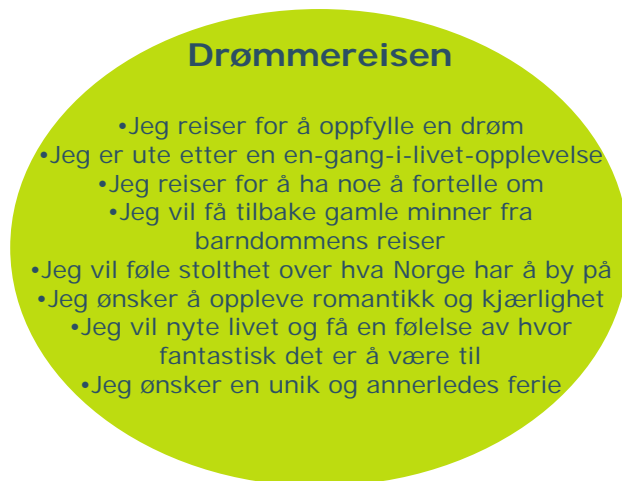 Drømmereisen
•Jeg reiser for å oppfylle en drøm
•Jeg er ute etter en en-gang-i-livet-opplevelse
•Jeg reiser for å ha noe å fortelle om
•Jeg vil få tilbake gamle minner fra
barndommens reiser
•Jeg vil føle stolthet over hva Norge har å by på
•Jeg ønsker å oppleve romantikk og kjærlighet
•Jeg vil nyte livet og få en følelse av hvor
fantastisk det er å være til
•Jeg ønsker en unik og annerledes ferie